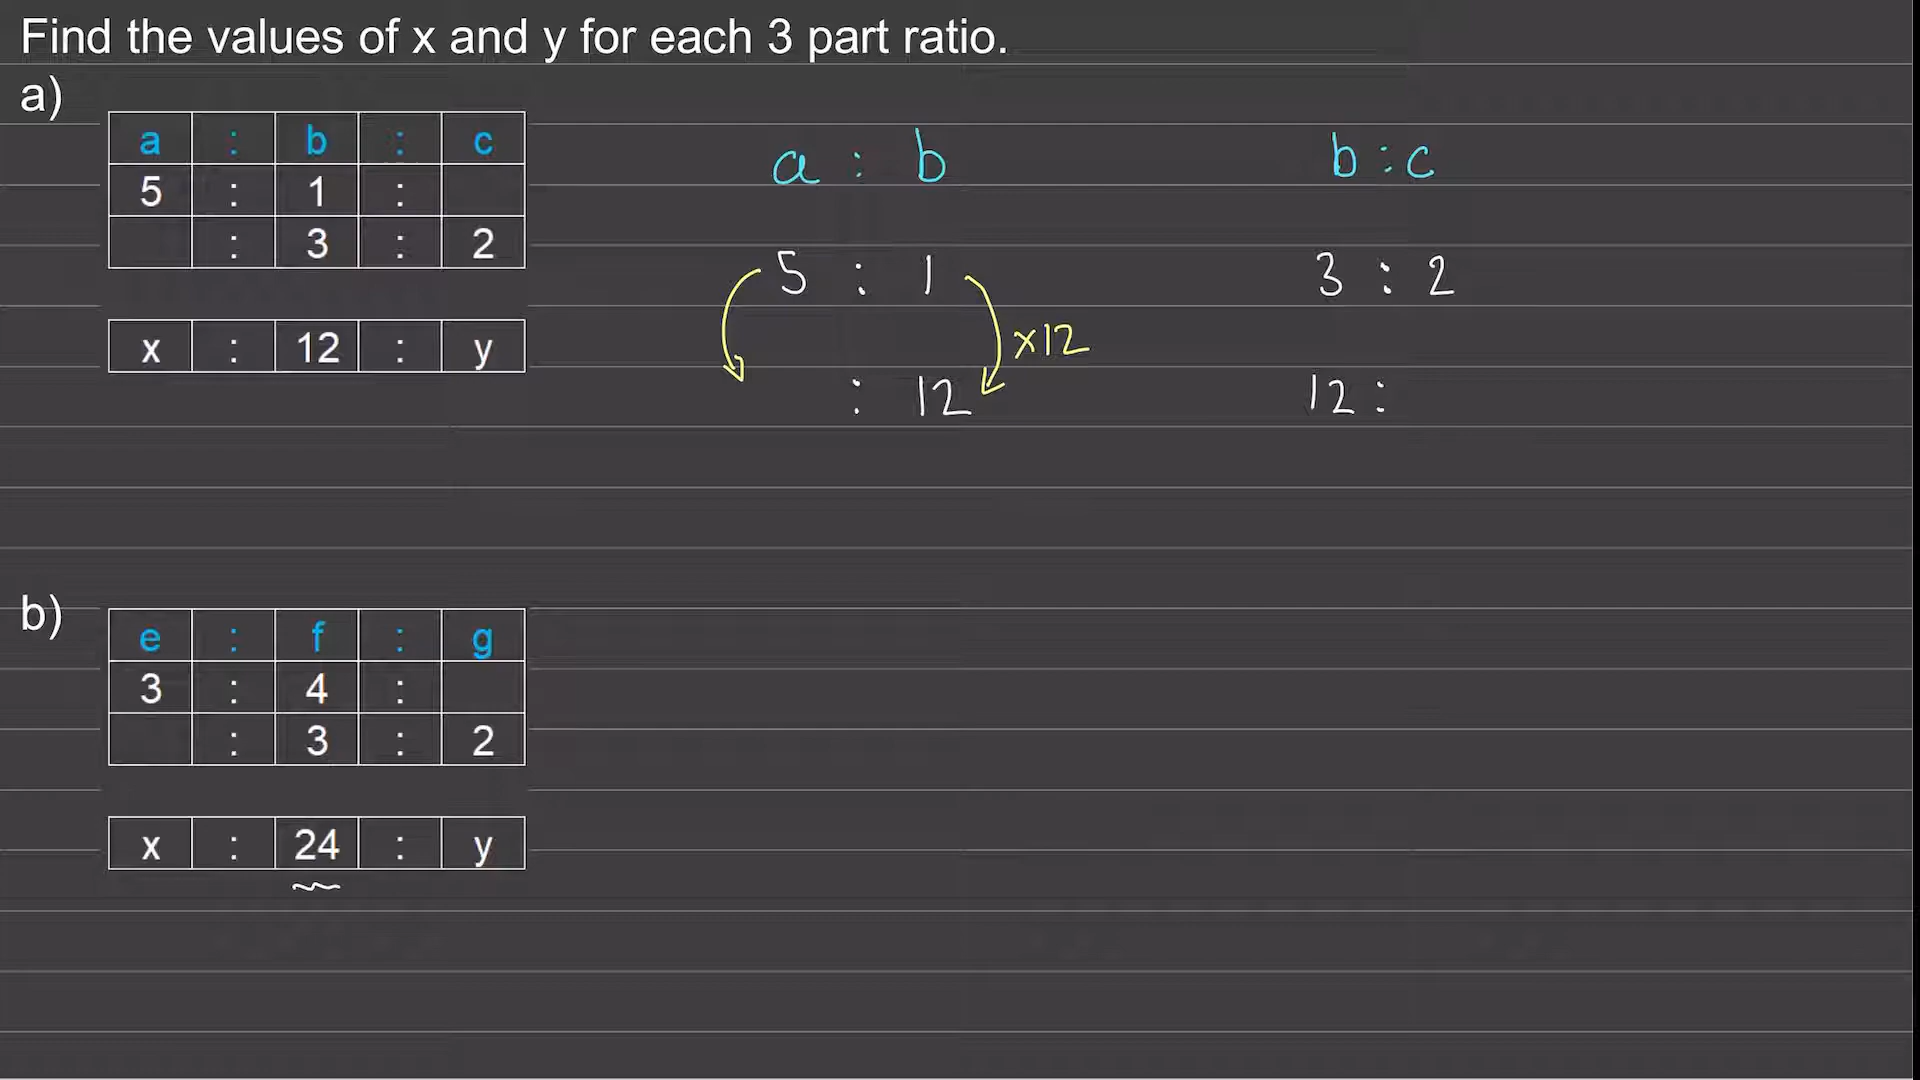 Find the values of x and y for each 3 part ratio.
a)
a : b : c
5 : 1 :
: 3 : 2
x : 12 : y
a : b
5 : 1
×12
: 12
b : c
3 : 2
12 :
b)
e : f : g
3 : 4 :
: 3 : 2
x : 24 : y